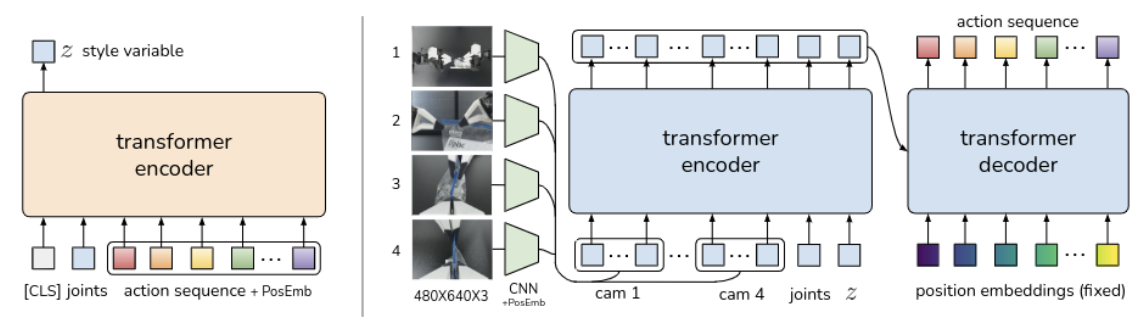 z style variable
transformer
encoder
[CLS] joints action sequence + PosEmb
1
2
3
4
480X640X3
CNN
+PosEmb
transformer
encoder
cam 1 cam 4 joints z
action sequence
transformer
decoder
position embeddings (fixed)